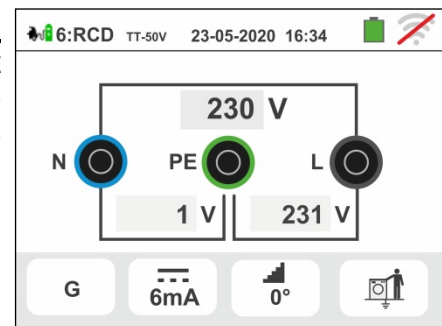 6:RCD TT-50V 23-05-2020 16:34
230 V
N PE L
1 V 231 V
G 6mA 0°